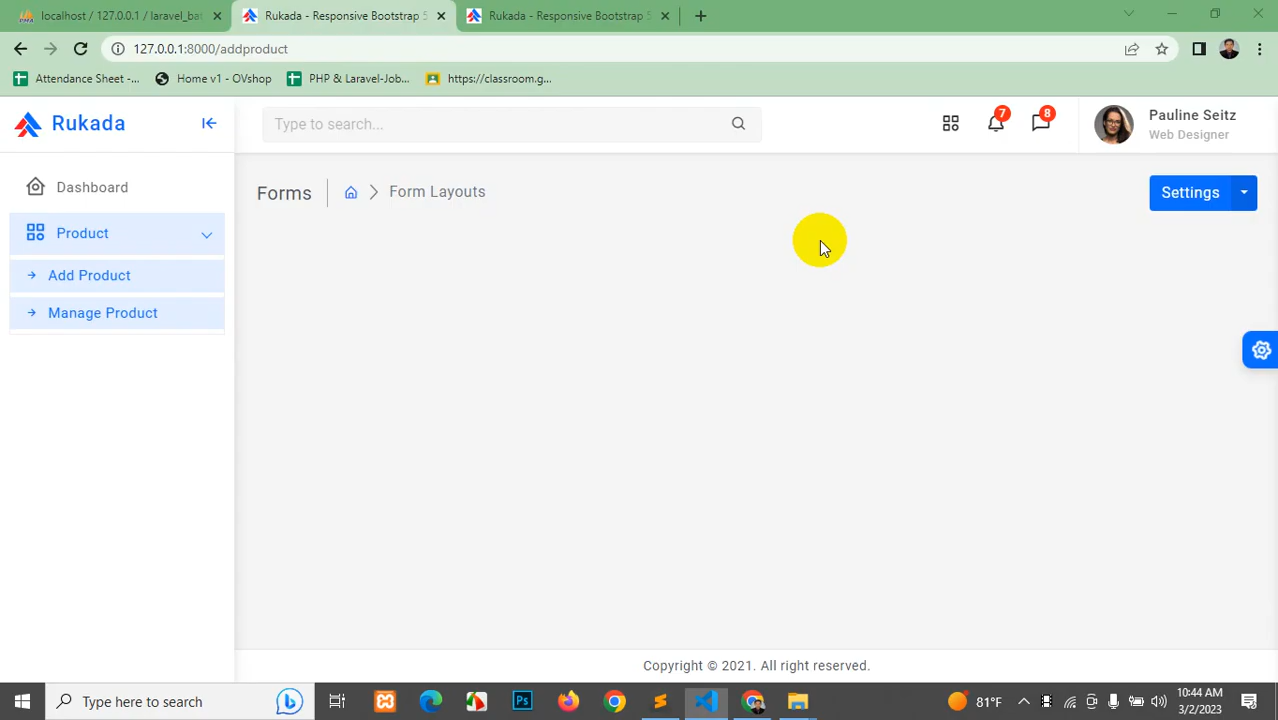 localhost / 127.0.0.1 / laravel_bat
Rukada - Responsive Bootstrap 5
Rukada - Responsive Bootstrap 5
127.0.0.1:8000/addproduct
Attendance Sheet -...
Home v1 - OVshop
PHP & Laravel-Job...
https://classroom.g...
Rukada
Type to search...
7
8
Pauline Seitz
Web Designer
Dashboard
Product
Add Product
Manage Product
Forms
Form Layouts
Settings
Copyright © 2021. All right reserved.
Type here to search
Ps
81°F
10:44 AM
3/2/2023